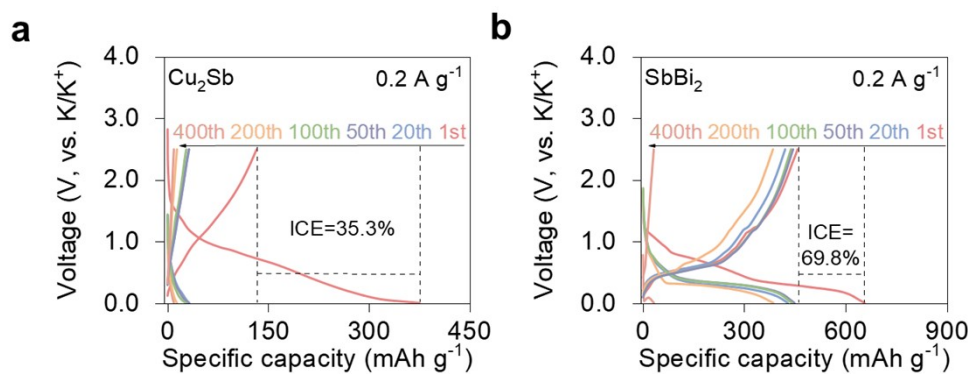 a
Cu₂Sb 0.2 A g⁻¹
400th 200th 100th 50th 20th 1st
ICE=35.3%
Voltage (V, vs. K/K⁺)
4.0
3.0
2.0
1.0
0.0
0 150 300 450
Specific capacity (mAh g⁻¹)
b
SbBi₂ 0.2 A g⁻¹
400th 200th 100th 50th 20th 1st
ICE=
69.8%
Voltage (V, vs. K/K⁺)
4.0
3.0
2.0
1.0
0.0
0 300 600 900
Specific capacity (mAh g⁻¹)